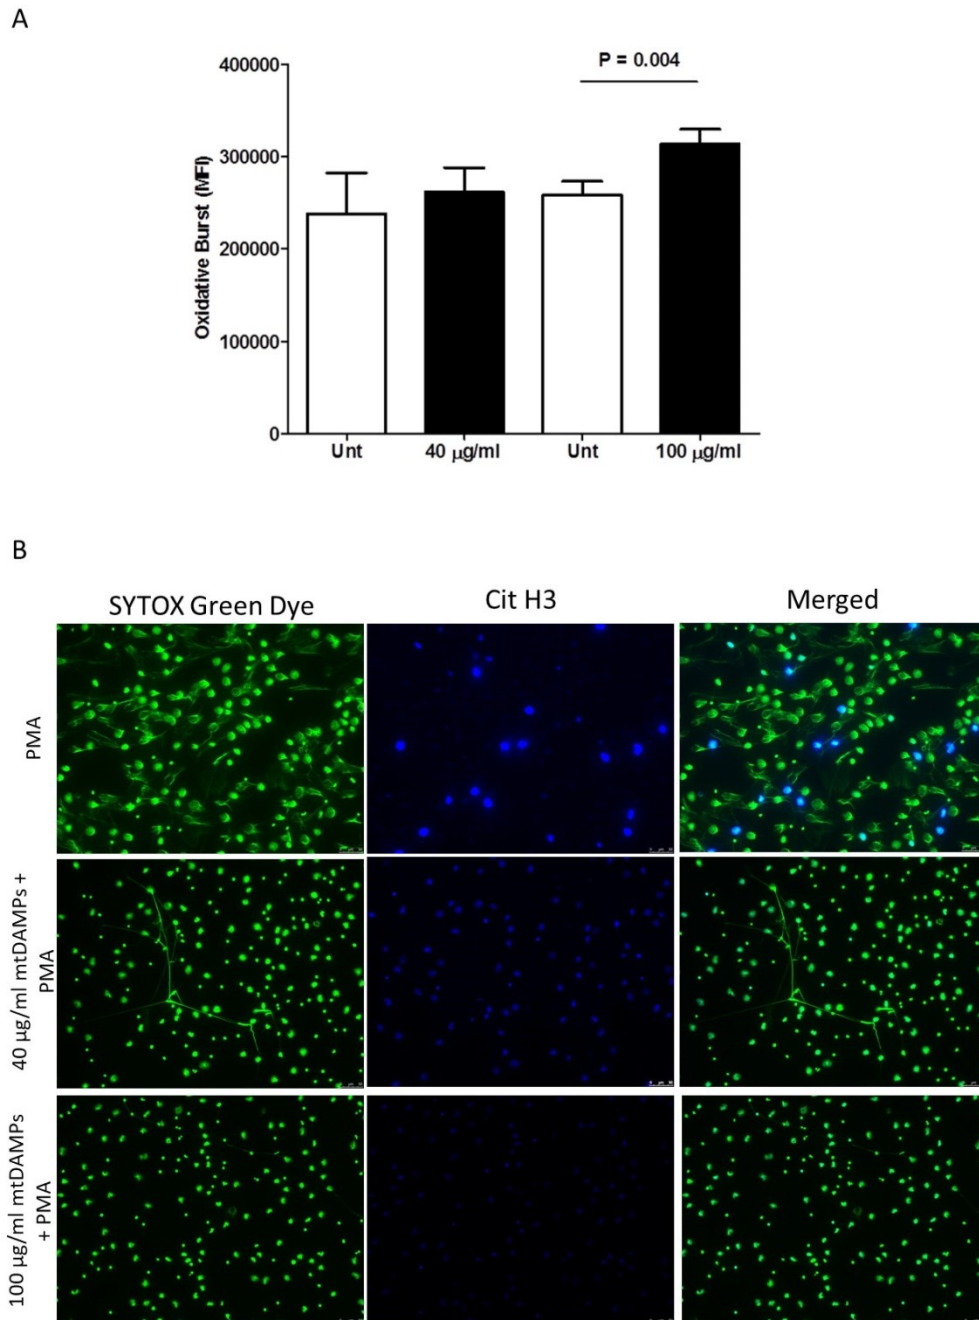 A
P = 0.004
Oxidative Burst (MFI)
400000
300000
200000
100000
0
Unt
40 µg/ml
Unt
100 µg/ml
B
SYTOX Green Dye
Cit H3
Merged
PMA
40 µg/ml mtDAMPs +
PMA
100 µg/ml mtDAMPs
+ PMA